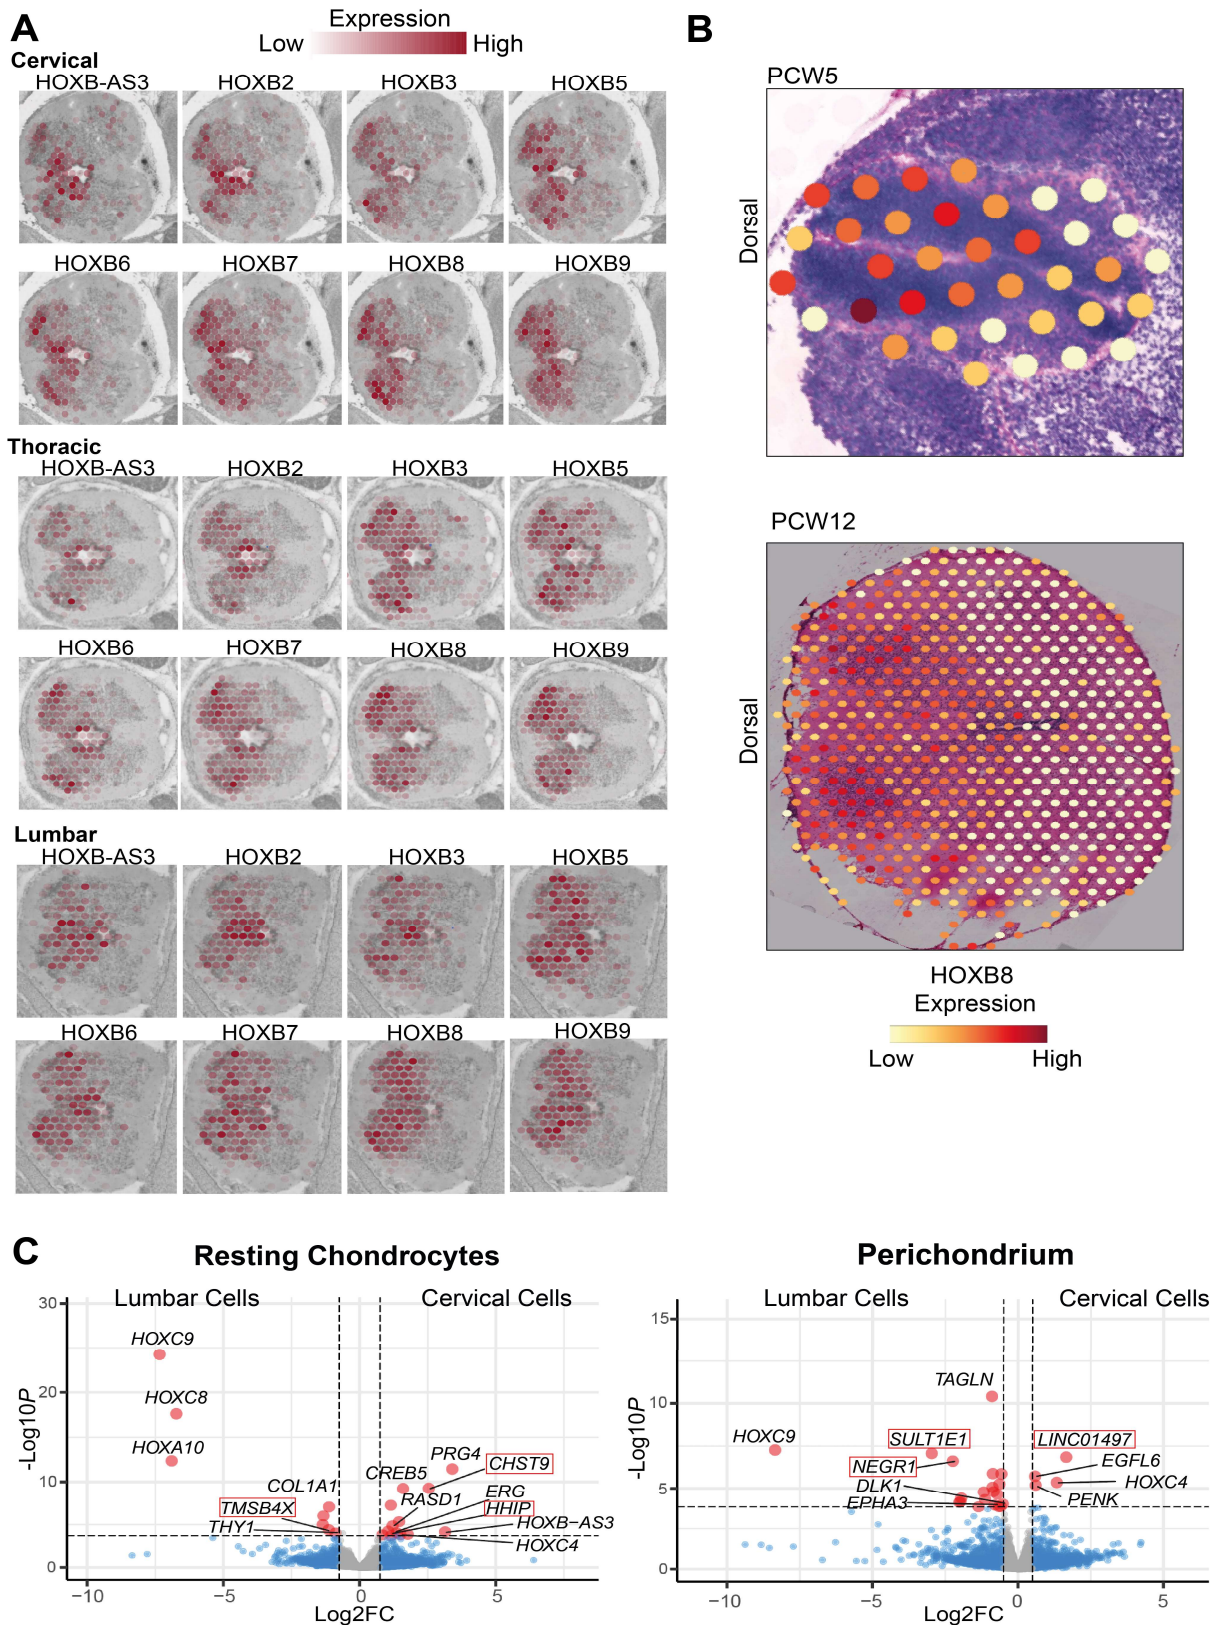 A
Expression
Low High
Cervical
HOXB-AS3 HOXB2 HOXB3 HOXB5
HOXB6 HOXB7 HOXB8 HOXB9
Thoracic
HOXB-AS3 HOXB2 HOXB3 HOXB5
HOXB6 HOXB7 HOXB8 HOXB9
Lumbar
HOXB-AS3 HOXB2 HOXB3 HOXB5
HOXB6 HOXB7 HOXB8 HOXB9
B
PCW5
Dorsal
PCW12
Dorsal
HOXB8
Expression
Low High
C
Resting Chondrocytes
Lumbar Cells Cervical Cells
-Log10P
30
20
10
0
HOXC9
HOXC8
HOXA10
PRG4
CHST9
CREB5
COL1A1
RASD1
ERG
TMSB4X
HHIP
THY1
HOXB-AS3
HOXC4
-10 -5 0 5
Log2FC
Perichondrium
Lumbar Cells Cervical Cells
-Log10P
15
10
5
0
TAGLN
HOXC9
SULT1E1
LINC01497
NEGR1
EGFL6
DLK1
HOXC4
EPHA3
PENK
-10 -5 0 5
Log2FC